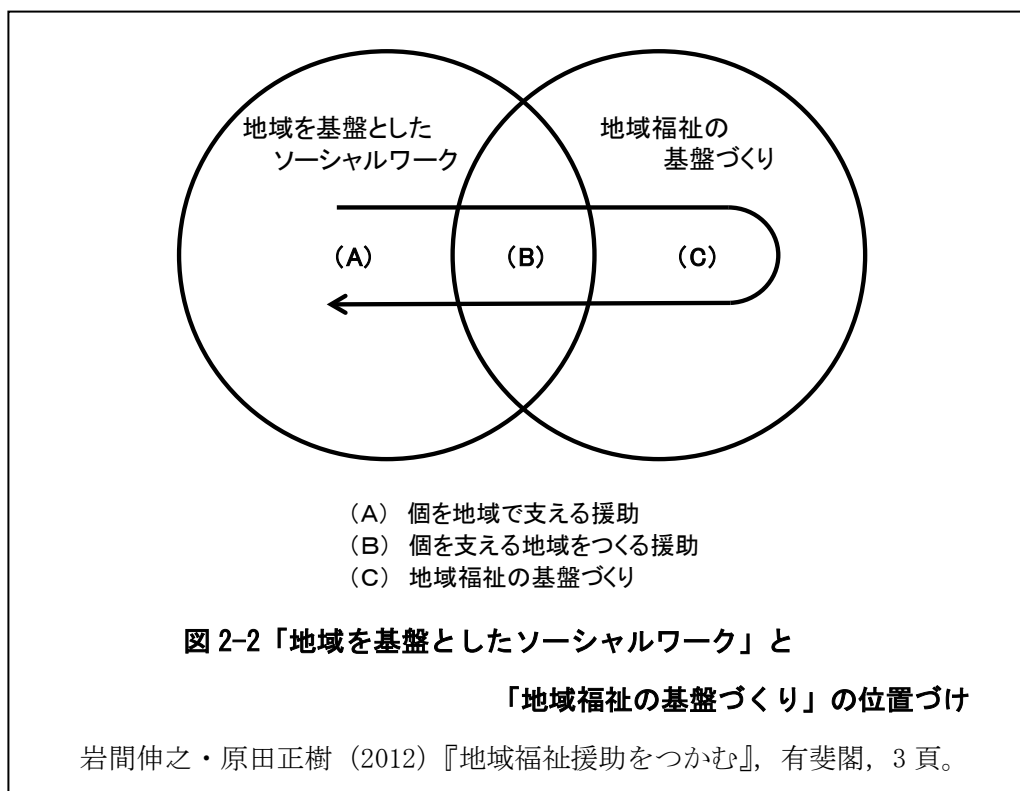 地域を基盤とした
ソーシャルワーク
地域福祉の
基盤づくり
(A)
(B)
(C)
(A) 個を地域で支える援助
(B) 個を支える地域をつくる援助
(C) 地域福祉の基盤づくり
図 2-2「地域を基盤としたソーシャルワーク」と
「地域福祉の基盤づくり」の位置づけ
岩間伸之・原田正樹（2012）『地域福祉援助をつかむ』，有斐閣，3 頁。